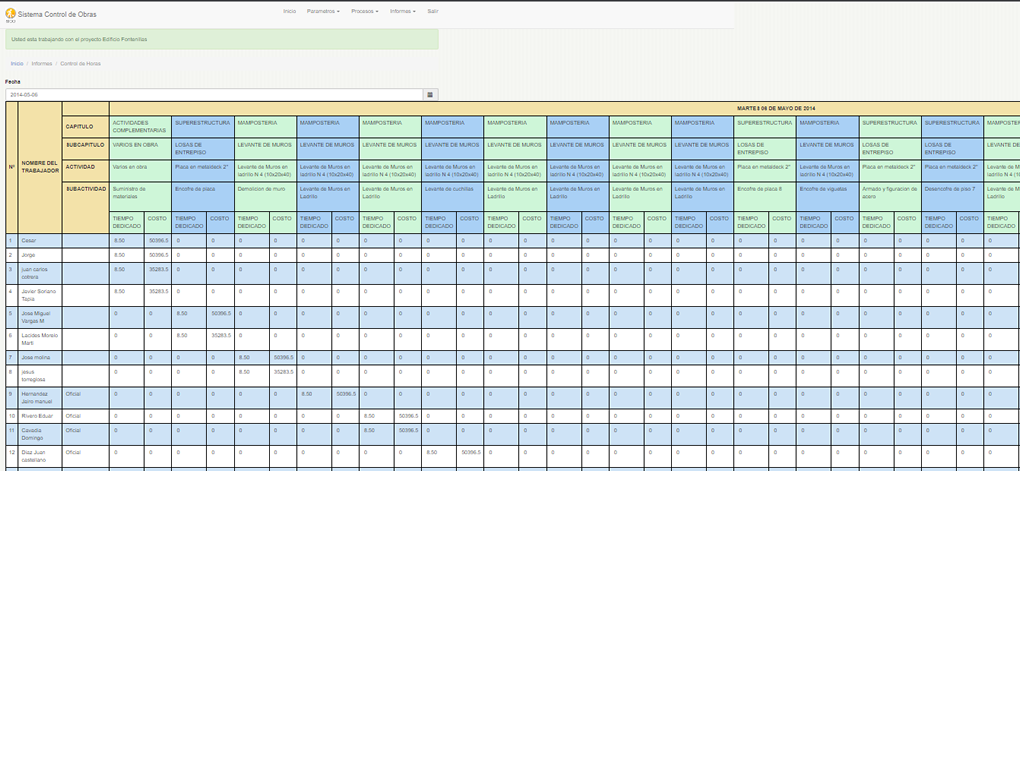 Sistema Control de Obras
Inicio Parametros Procesos Informes Salir
Usted esta trabajando con el proyecto Edificio Fontenillas
Inicio / Informes / Control de Horas
Fecha
2014-05-06
MARTES 06 DE MAYO DE 2014
Nº NOMBRE DEL TRABAJADOR
CAPITULO ACTIVIDADES COMPLEMENTARIAS SUPERESTRUCTURA MAMPOSTERIA MAMPOSTERIA MAMPOSTERIA MAMPOSTERIA MAMPOSTERIA MAMPOSTERIA MAMPOSTERIA MAMPOSTERIA SUPERESTRUCTURA MAMPOSTERIA SUPERESTRUCTURA SUPERESTRUCTURA
SUBCAPITULO VARIOS EN OBRA LOSAS DE ENTREPISO LEVANTE DE MUROS LEVANTE DE MUROS LEVANTE DE MUROS LEVANTE DE MUROS LEVANTE DE MUROS LEVANTE DE MUROS LEVANTE DE MUROS LEVANTE DE MUROS LOSAS DE ENTREPISO LEVANTE DE MUROS LOSAS DE ENTREPISO LOSAS DE ENTREPISO
ACTIVIDAD Varios en obra Placa en metaldeck 2" Levante de Muros en ladrillo N 4 (10x20x40) Levante de Muros en ladrillo N 4 (10x20x40) Levante de Muros en ladrillo N 4 (10x20x40) Levante de Muros en ladrillo N 4 (10x20x40) Levante de Muros en ladrillo N 4 (10x20x40) Levante de Muros en ladrillo N 4 (10x20x40) Levante de Muros en ladrillo N 4 (10x20x40) Levante de Muros en ladrillo N 4 (10x20x40) Placa en metaldeck 2" Levante de Muros en ladrillo N 4 (10x20x40) Placa en metaldeck 2" Placa en metaldeck 2"
SUBACTIVIDAD Suministro de materiales Encofre de placa Demolicion de muro Levante de Muros en Ladrillo Levante de Muros en Ladrillo Levante de cuchillas Levante de Muros en Ladrillo Levante de Muros en Ladrillo Levante de Muros en Ladrillo Levante de Muros en Ladrillo Encofre de placa 8 Encofre de viguetas Armado y figuracion de acero Desencofre de piso 7
TIEMPO DEDICADO COSTO TIEMPO DEDICADO COSTO TIEMPO DEDICADO COSTO TIEMPO DEDICADO COSTO TIEMPO DEDICADO COSTO TIEMPO DEDICADO COSTO TIEMPO DEDICADO COSTO TIEMPO DEDICADO COSTO TIEMPO DEDICADO COSTO TIEMPO DEDICADO COSTO TIEMPO DEDICADO COSTO TIEMPO DEDICADO COSTO TIEMPO DEDICADO COSTO TIEMPO DEDICADO COSTO TIEMPO DEDICADO
1 Cesar 8.50 50396.5 0 0 0 0 0 0 0 0 0 0 0 0 0 0 0 0 0 0 0 0 0 0 0 0 0 0 0
2 Jorge 8.50 50396.5 0 0 0 0 0 0 0 0 0 0 0 0 0 0 0 0 0 0 0 0 0 0 0 0 0 0 0
3 juan carlos 8.50 35283.5 0 0 0 0 0 0 0 0 0 0 0 0 0 0 0 0 0 0 0 0 0 0 0 0 0 0 0
4 Javier Soriano Tapia 8.50 35283.5 0 0 0 0 0 0 0 0 0 0 0 0 0 0 0 0 0 0 0 0 0 0 0 0 0 0 0
5 Jose Miguel Vergas M 0 0 8.50 50396.5 0 0 0 0 0 0 0 0 0 0 0 0 0 0 0 0 0 0 0 0 0 0 0 0 0
6 Lacides Morelo Marti 0 0 8.50 35283.5 0 0 0 0 0 0 0 0 0 0 0 0 0 0 0 0 0 0 0 0 0 0 0 0 0
7 Jose molina 0 0 0 0 8.50 50396.5 0 0 0 0 0 0 0 0 0 0 0 0 0 0 0 0 0 0 0 0 0 0 0
8 jesus torreglosa 0 0 0 0 8.50 35283.5 0 0 0 0 0 0 0 0 0 0 0 0 0 0 0 0 0 0 0 0 0 0 0
9 Hernandez Jairo manuel Oficial 0 0 0 0 0 0 8.50 50396.5 0 0 0 0 0 0 0 0 0 0 0 0 0 0 0 0 0 0 0 0 0
10 Rivero Eduar Oficial 0 0 0 0 0 0 0 0 8.50 50396.5 0 0 0 0 0 0 0 0 0 0 0 0 0 0 0 0 0 0 0
11 Cavadia Domingo Oficial 0 0 0 0 0 0 0 0 8.50 50396.5 0 0 0 0 0 0 0 0 0 0 0 0 0 0 0 0 0 0 0
12 Diaz Juan castellano Oficial 0 0 0 0 0 0 0 0 0 0 8.50 50396.5 0 0 0 0 0 0 0 0 0 0 0 0 0 0 0 0 0